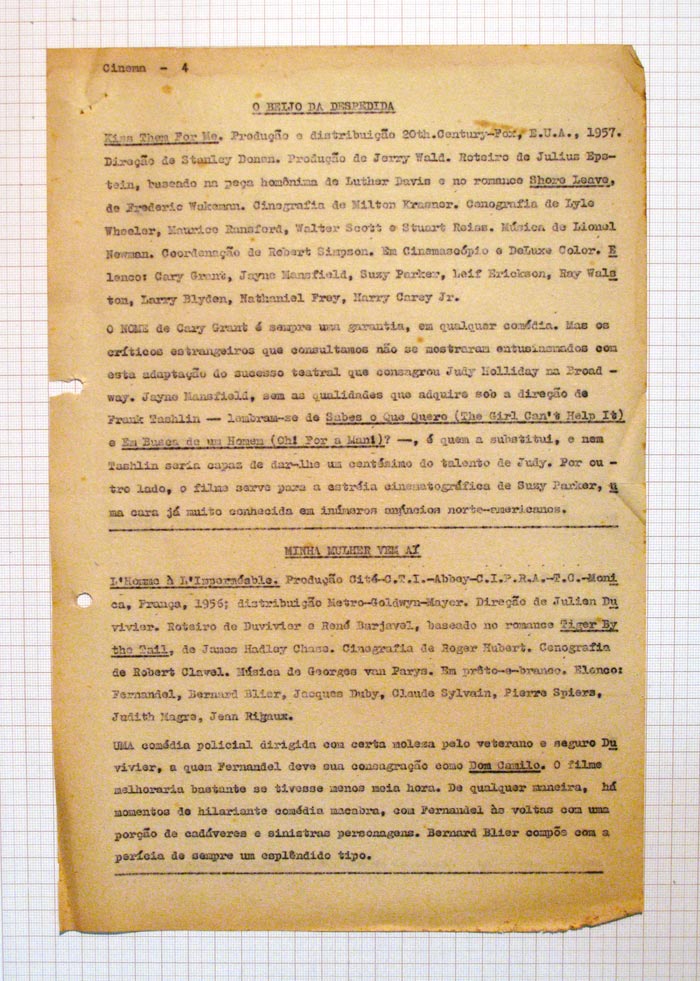 Cinema - 4
O BEIJO DA DESPEDIDA
Kiss Them For Me. Produção e distribuição 20th.Century-Fox, E.U.A., 1957.
Direção de Stanley Donen. Produção de Jerry Wald. Roteiro de Julius Eps-
tein, baseado na peça homônima de Luther Davis e no romance Shore Leave,
de Frederic Wakeman. Cinegrafia de Milton Krasner. Cenografia de Lyle
Wheeler, Maurice Ransford, Walter Scott e Stuart Reiss. Música de Lionel
Newman. Coordenação de Robert Simpson. Em Cinemascópio e DeLuxe Color. E
lenco: Cary Grant, Jayne Mansfield, Suzy Parker, Leif Erickson, Ray Wals
ton, Larry Blyden, Nathaniel Frey, Harry Carey Jr.
O NOME de Cary Grant é sempre uma garantia, em qualquer comédia. Mas os
críticos estrangeiros que consultamos não se mostraram entusiasmados com
esta adaptação do sucesso teatral que consagrou Judy Holliday na Broad -
way. Jayne Mansfield, sem as qualidades que adquire sob a direção de
Frank Tashlin — lembram-se de Sabes o Que Quero (The Girl Can't Help It)
e Em Busca de um Homem (Oh! For a Man!)? —, é quem a substitui, e nem
Tashlin seria capaz de dar-lhe um centésimo do talento de Judy. Por ou -
tro lado, o filme serve para a estréia cinematográfica de Suzy Parker, u
ma cara já muito conhecida em inúmeros anúncios norte-americanos.
MINHA MULHER VEM AÍ
L'Homme à L'Imperméable. Produção Cité-C.T.I.-Abbey-C.I.P.R.A.-T.C.-Moni
ca, França, 1956; distribuição Metro-Goldwyn-Mayer. Direção de Julien Du
vivier. Roteiro de Duvivier e René Barjavel, baseado no romance Tiger By
the Tail, de James Hadley Chase. Cinegrafia de Roger Hubert. Cenografia
de Robert Clavel. Música de Georges van Parys. Em prêto-e-branco. Elenco:
Fernandel, Bernard Blier, Jacques Duby, Claude Sylvain, Pierre Spiers,
Judith Magre, Jean Rigaux.
UMA comédia policial dirigida com certa moleza pelo veterano e seguro Du
vivier, a quem Fernandel deve sua consagração como Dom Camilo. O filme
melhoraria bastante se tivesse menos meia hora. De qualquer maneira, há
momentos de hilariante comédia macabra, com Fernandel às voltas com uma
porção de cadáveres e sinistras personagens. Bernard Blier compôs com a
perícia de sempre um esplêndido tipo.